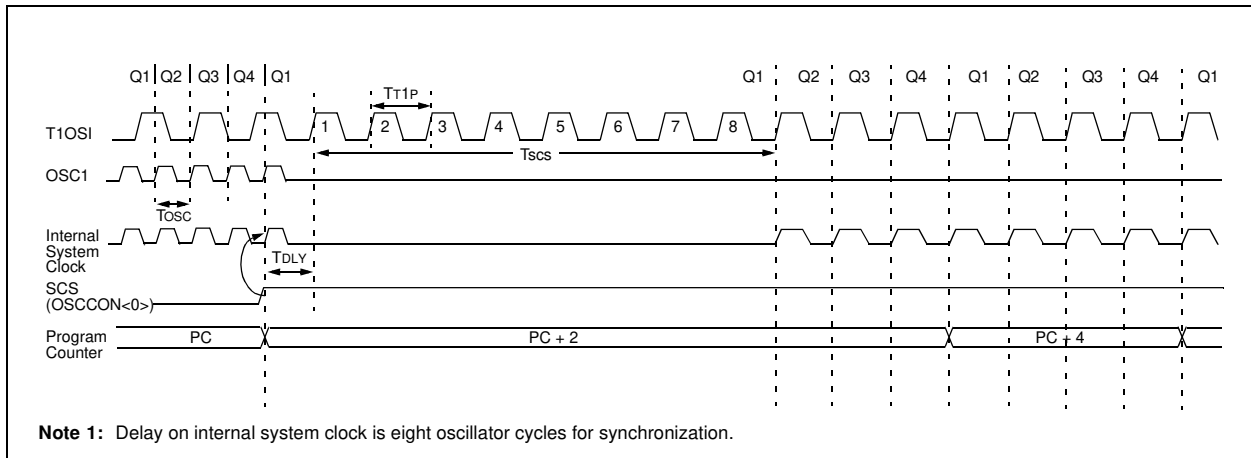 Q1 Q2 Q3 Q4 Q1 Q1 Q2 Q3 Q4 Q1 Q2 Q3 Q4 Q1
TT1P
T1OSI
1 2 3 4 5 6 7 8
TSCS
OSC1
TOSC
Internal
System
Clock
TDLY
SCS
(OSCCON<0>)
Program
Counter
PC PC + 2 PC + 4
Note 1: Delay on internal system clock is eight oscillator cycles for synchronization.